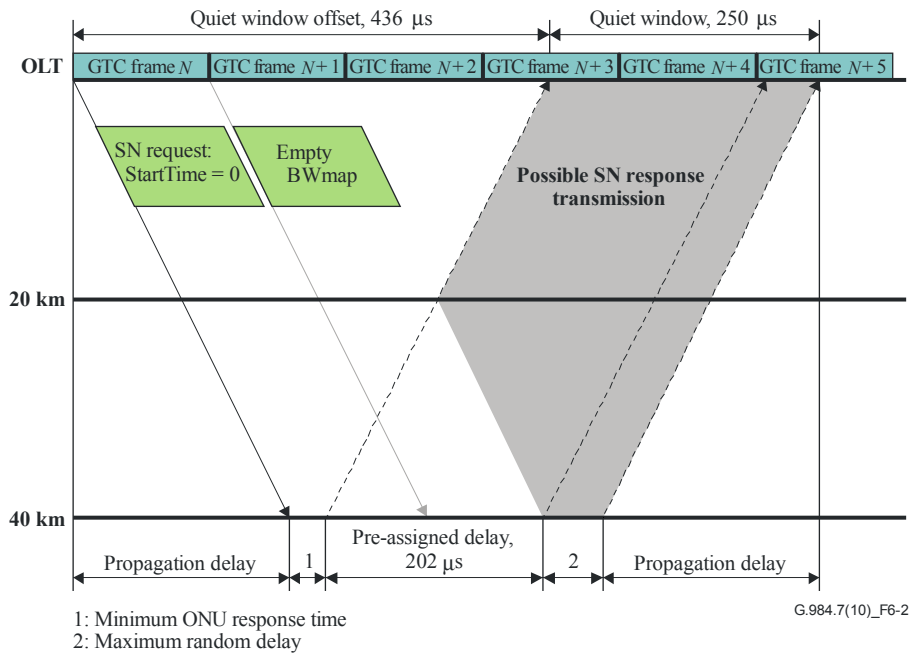 Quiet window offset, 436 µs
Quiet window, 250 µs
OLT
GTC frame N
GTC frame N+1
GTC frame N+2
GTC frame N+3
GTC frame N+4
GTC frame N+5
SN request:
StartTime = 0
Empty
BWmap
Possible SN response
transmission
20 km
40 km
Propagation delay
1
Pre-assigned delay,
202 µs
2
Propagation delay
1: Minimum ONU response time
2: Maximum random delay
G.984.7(10)_F6-2